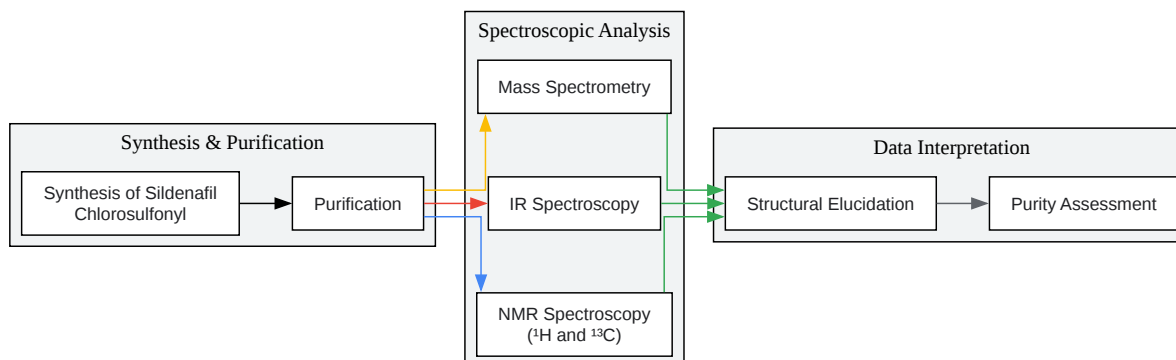 Synthesis & Purification
Synthesis of Sildenafil
Chlorosulfonyl
Purification
Spectroscopic Analysis
Mass Spectrometry
IR Spectroscopy
NMR Spectroscopy
(¹H and ¹³C)
Data Interpretation
Structural Elucidation
Purity Assessment